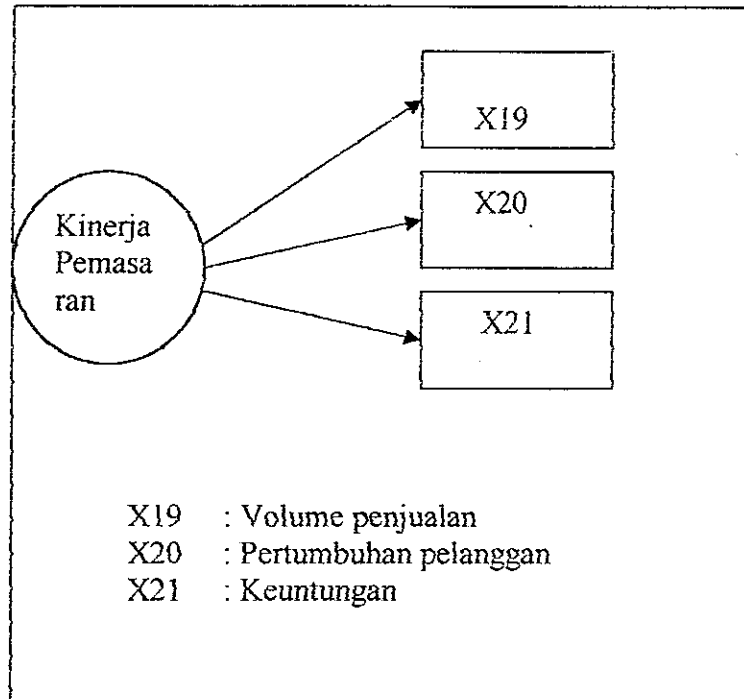 X19
X20
Kinerja
Pemasa
ran
X21
X19 : Volume penjualan
X20 : Pertumbuhan pelanggan
X21 : Keuntungan